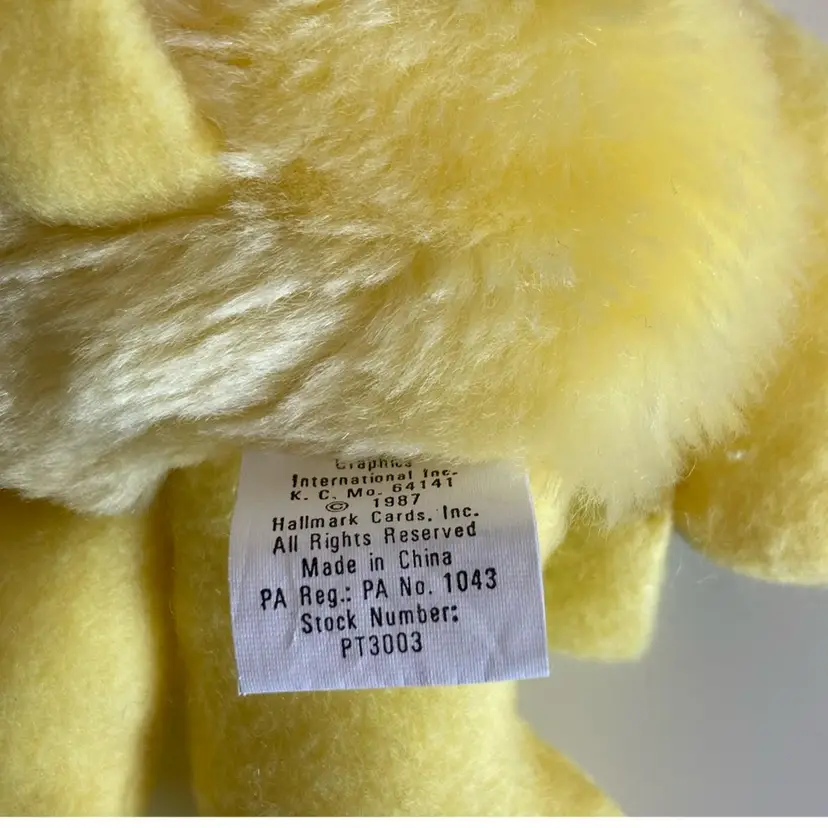 Graphics
International Inc.
K. C. Mo. 64141
© 1987
Hallmark Cards, Inc.
All Rights Reserved
Made in China
PA Reg.: PA No. 1043
Stock Number:
PT3003